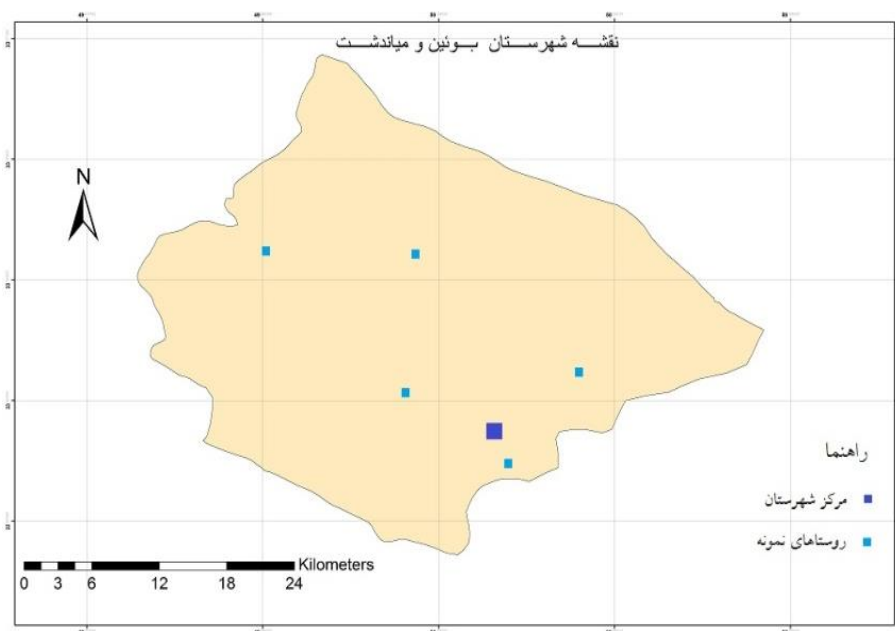 نقشه شهرستان بوئین و میاندشت
N
راهنما
مرکز شهرستان
روستاهای نمونه
Kilometers
0 3 6 12 18 24